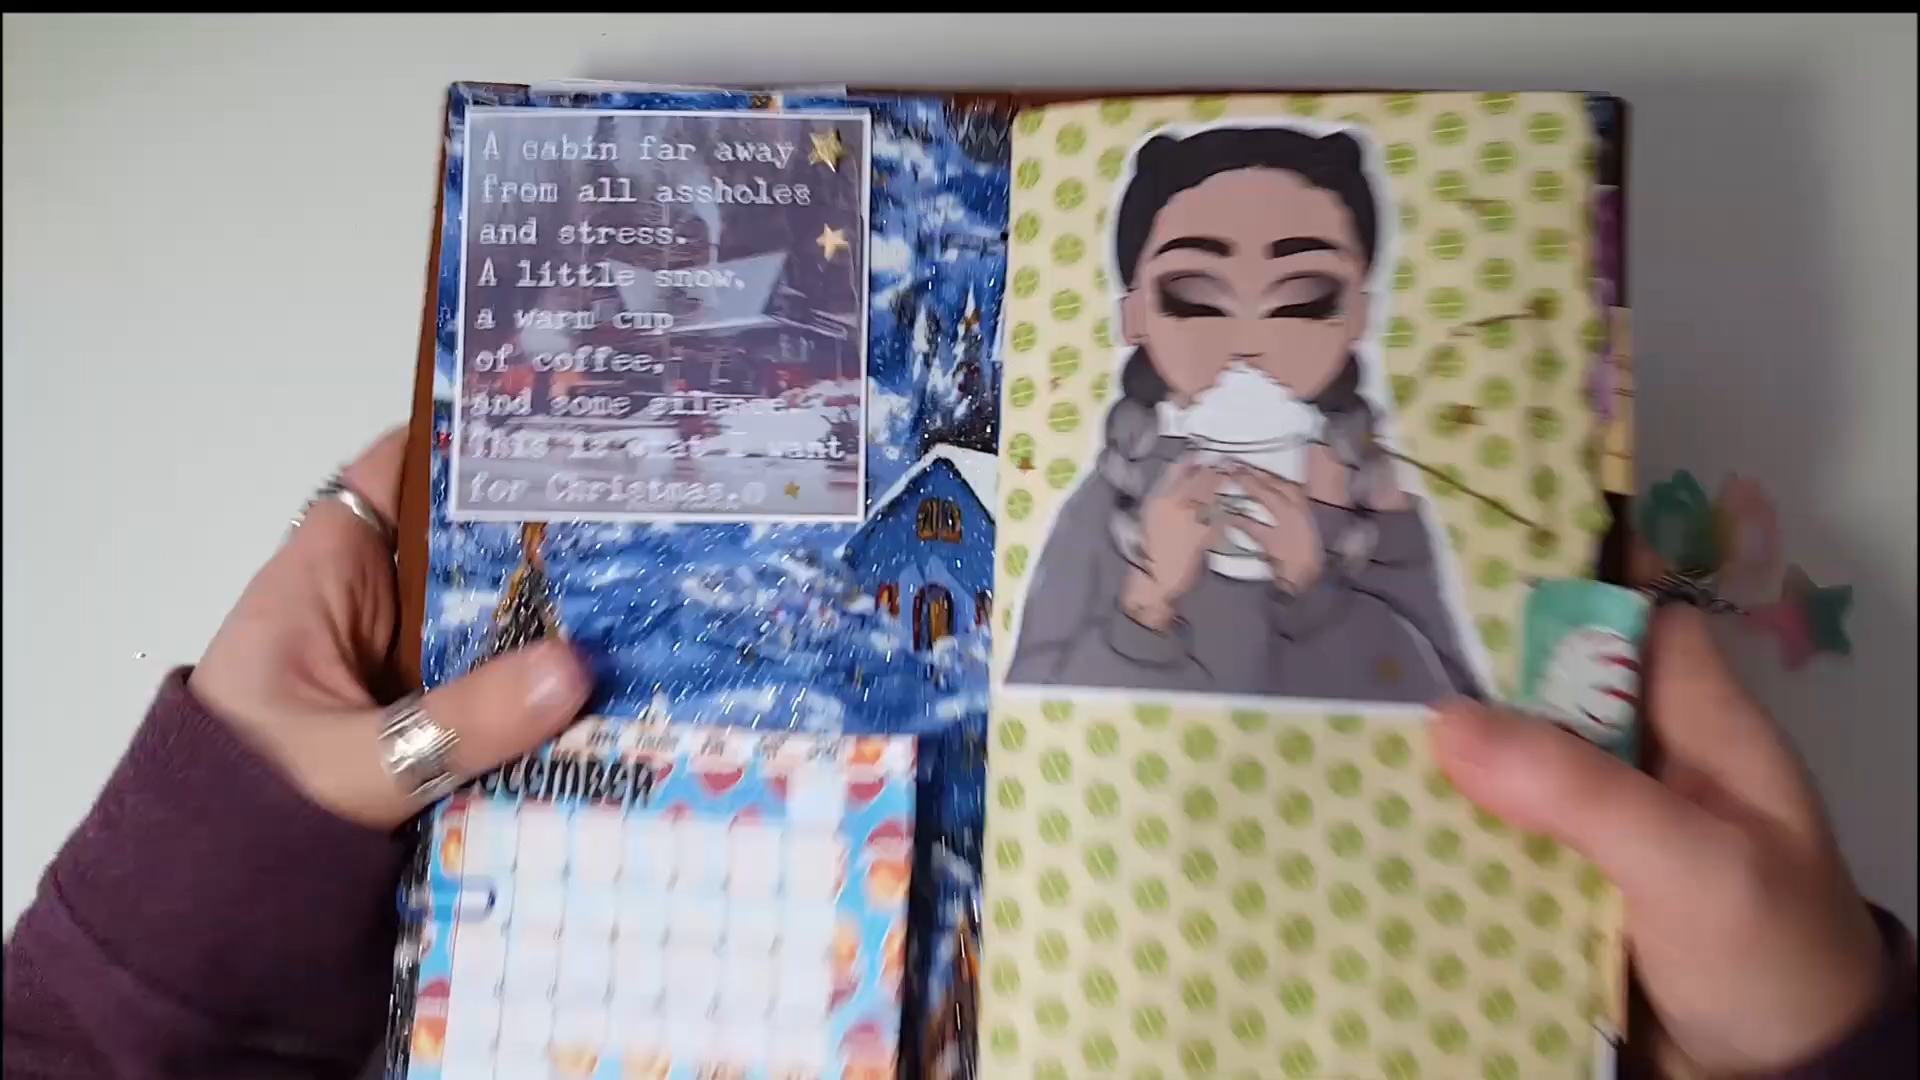 A cabin far away
from all assholes
and stress.
A little snow,
a warm cup
of coffee,
and some silence.
This is what I want
for Christmas.
December